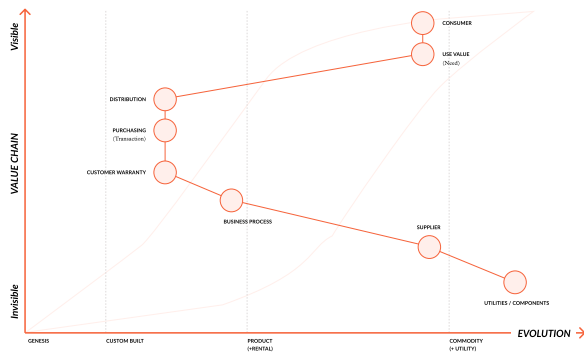 Visible
CONSUMER
USE VALUE
(Need)
DISTRIBUTION
PURCHASING
(Transaction)
VALUE CHAIN
CUSTOMER WARRANTY
BUSINESS PROCESS
SUPPLIER
Invisible
UTILITIES / COMPONENTS
EVOLUTION
GENESIS
CUSTOM BUILT
PRODUCT
(+RENTAL)
COMMODITY
(+ UTILITY)